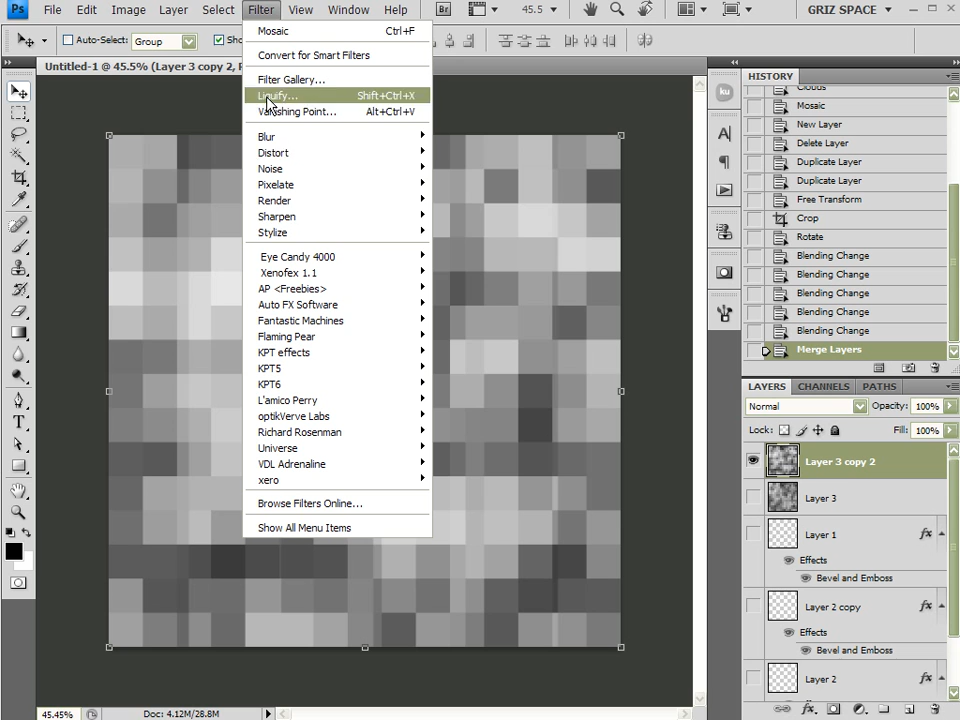 Ps File Edit Image Layer Select Filter View Window Help Br 45.5 GRIZ SPACE
Auto-Select: Group Sho
Untitled-1 @ 45.5% (Layer 3 copy 2, R
Mosaic Ctrl+F
Convert for Smart Filters
Filter Gallery...
Liquify... Shift+Ctrl+X
Vanishing Point... Alt+Ctrl+V
Blur
Distort
Noise
Pixelate
Render
Sharpen
Stylize
Eye Candy 4000
Xenofex 1.1
AP <Freebies>
Auto FX Software
Fantastic Machines
Flaming Pear
KPT effects
KPT5
KPT6
L'amico Perry
optikVerve Labs
Richard Rosenman
Universe
VDL Adrenaline
xero
Browse Filters Online...
Show All Menu Items
ku
HISTORY
Clouds
Mosaic
New Layer
Delete Layer
Duplicate Layer
Duplicate Layer
Free Transform
Crop
Rotate
Blending Change
Blending Change
Blending Change
Blending Change
Blending Change
Merge Layers
LAYERS CHANNELS PATHS
Normal Opacity: 100%
Lock: Fill: 100%
Layer 3 copy 2
Layer 3
Layer 1 fx
Effects
Bevel and Emboss
Layer 2 copy fx
Effects
Bevel and Emboss
Layer 2 fx
45.45% Doc: 4.12M/28.8M